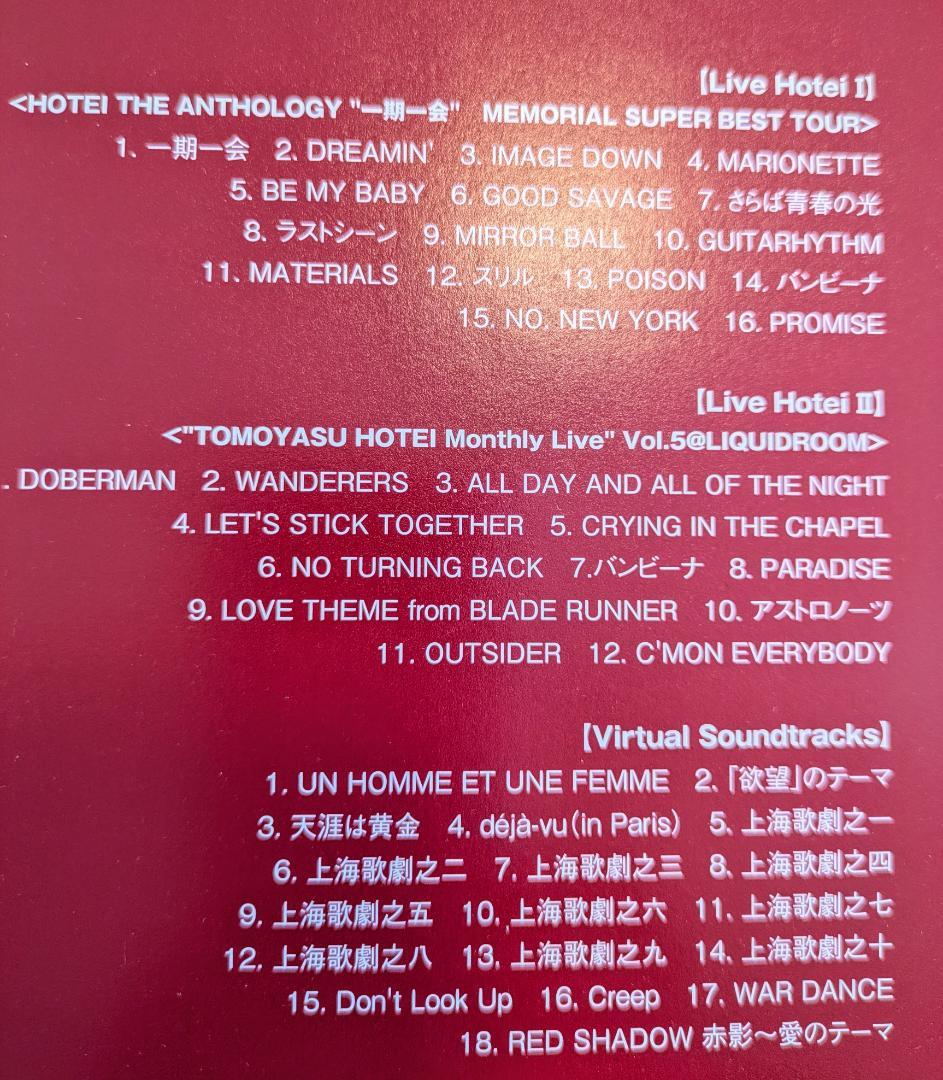 【Live Hotei Ⅰ】
<HOTEI THE ANTHOLOGY "一期一会" MEMORIAL SUPER BEST TOUR>
1. 一期一会 2. DREAMIN' 3. IMAGE DOWN 4. MARIONETTE
5. BE MY BABY 6. GOOD SAVAGE 7. さらば青春の光
8. ラストシーン 9. MIRROR BALL 10. GUITARHYTHM
11. MATERIALS 12. スリル 13. POISON 14. バンビーナ
15. NO. NEW YORK 16. PROMISE
【Live Hotei Ⅱ】
<"TOMOYASU HOTEI Monthly Live" Vol.5@LIQUIDROOM>
. DOBERMAN 2. WANDERERS 3. ALL DAY AND ALL OF THE NIGHT
4. LET'S STICK TOGETHER 5. CRYING IN THE CHAPEL
6. NO TURNING BACK 7.バンビーナ 8. PARADISE
9. LOVE THEME from BLADE RUNNER 10. アストロノーツ
11. OUTSIDER 12. C'MON EVERYBODY
【Virtual Soundtracks】
1. UN HOMME ET UNE FEMME 2.「欲望」のテーマ
3. 天涯は黄金 4. déjà-vu(in Paris) 5. 上海歌劇之一
6. 上海歌劇之二 7. 上海歌劇之三 8. 上海歌劇之四
9. 上海歌劇之五 10. 上海歌劇之六 11. 上海歌劇之七
12. 上海歌劇之八 13. 上海歌劇之九 14. 上海歌劇之十
15. Don't Look Up 16. Creep 17. WAR DANCE
18. RED SHADOW 赤影～愛のテーマ